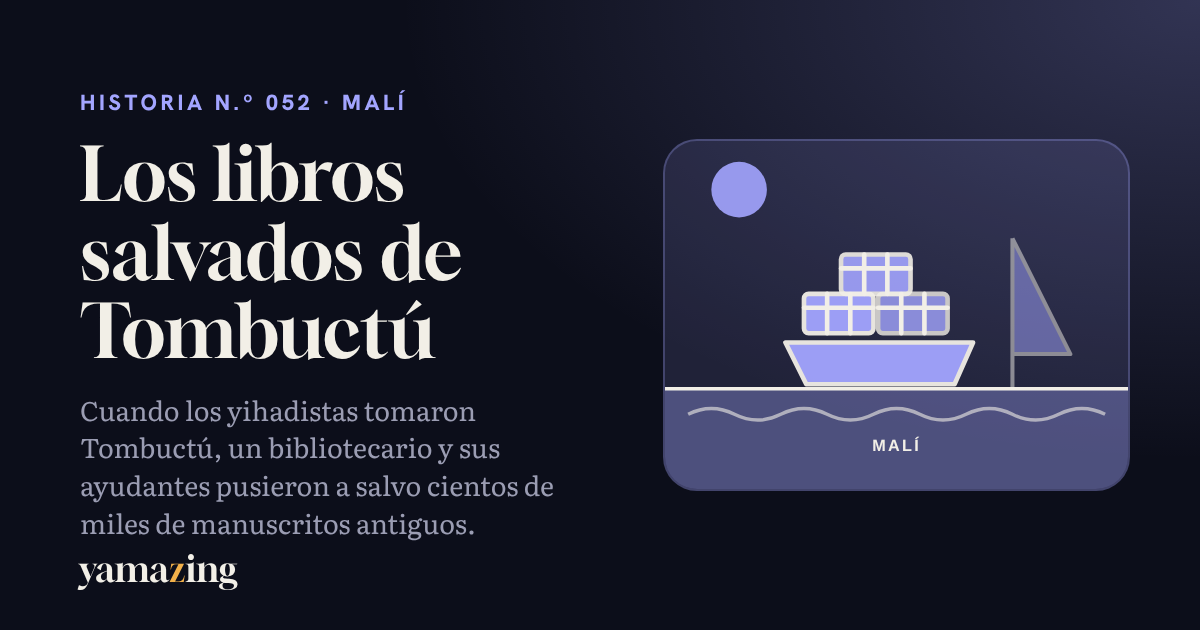 HISTORIA N.º 052 · MALÍ
Los libros
salvados de
Tombuctú
Cuando los yihadistas tomaron
Tombuctú, un bibliotecario y sus
ayudantes pusieron a salvo cientos de
miles de manuscritos antiguos.
yamazing
MALÍ